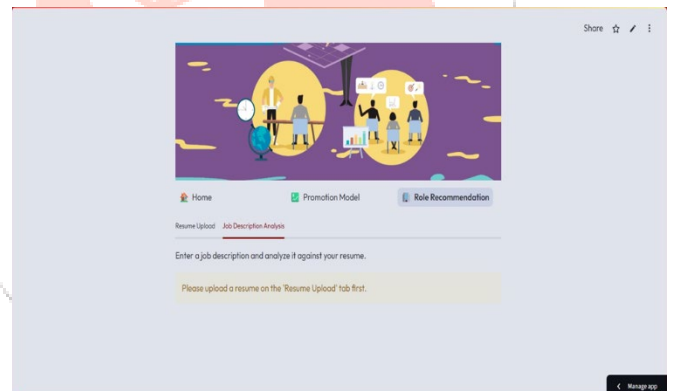 Share
Home Promotion Model Role Recommendation
Resume Upload Job Description Analysis
Enter a job description and analyze it against your resume.
Please upload a resume on the 'Resume Upload' tab first.
< Manage app